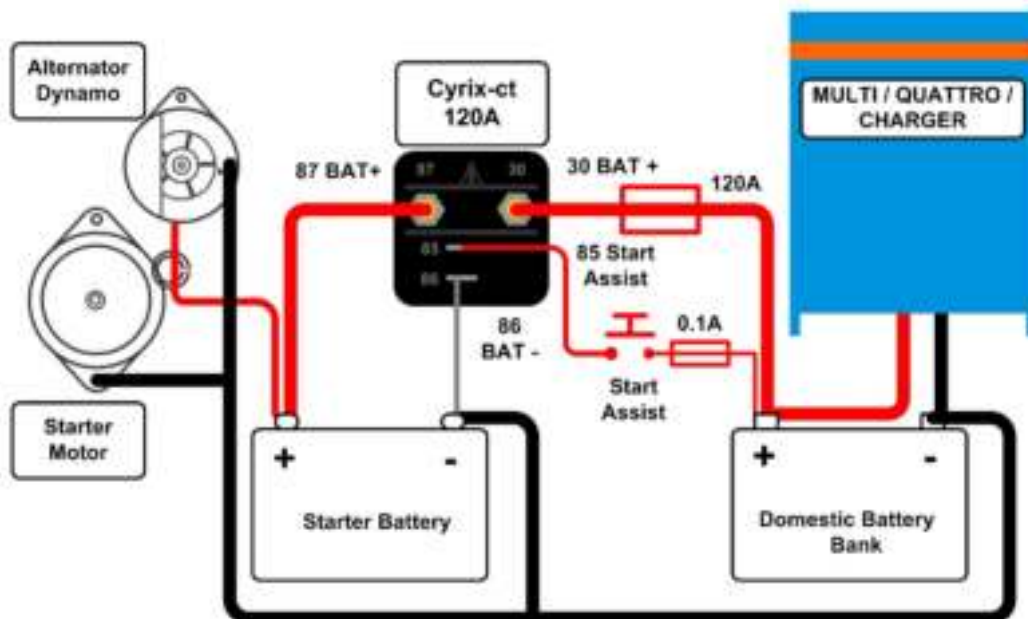 Alternator
Dynamo
Cyrix-ct
120A
MULTI / QUATTRO /
CHARGER
87 BAT+
87
30
30 BAT +
120A
85
86
85 Start
Assist
86
BAT -
0.1A
Start
Assist
Starter
Motor
+
-
Starter Battery
+
-
Domestic Battery
Bank